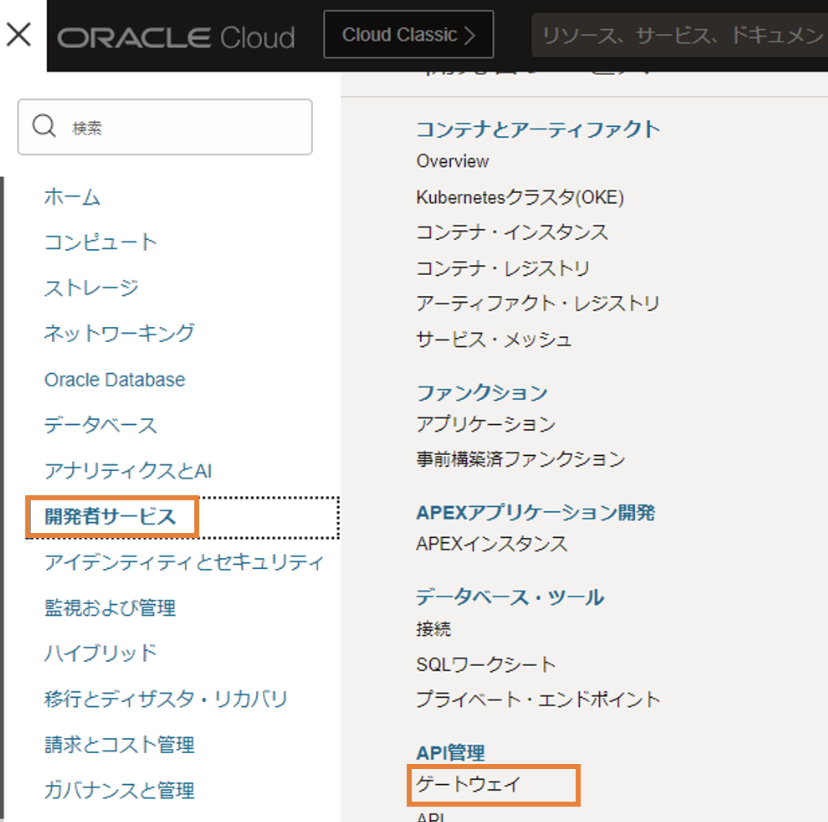 ORACLE Cloud
Cloud Classic
リソース、サービス、ドキュメン
検索
ホーム
コンピュート
ストレージ
ネットワーキング
Oracle Database
データベース
アナリティクスとAI
開発者サービス
アイデンティティとセキュリティ
監視および管理
ハイブリッド
移行とディザスタ・リカバリ
請求とコスト管理
ガバナンスと管理
コンテナとアーティファクト
Overview
Kubernetesクラスタ(OKE)
コンテナ・インスタンス
コンテナ・レジストリ
アーティファクト・レジストリ
サービス・メッシュ
ファンクション
アプリケーション
事前構築済ファンクション
APEXアプリケーション開発
APEXインスタンス
データベース・ツール
接続
SQLワークシート
プライベート・エンドポイント
API管理
ゲートウェイ
API